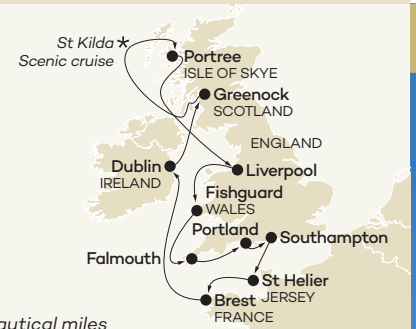 St Kilda
Scenic cruise
Portree
ISLE OF SKYE
Greenock
SCOTLAND
ENGLAND
Dublin
IRELAND
Liverpool
Fishguard
WALES
Portland
Southampton
Falmouth
St Helier
JERSEY
Brest
FRANCE
autical miles